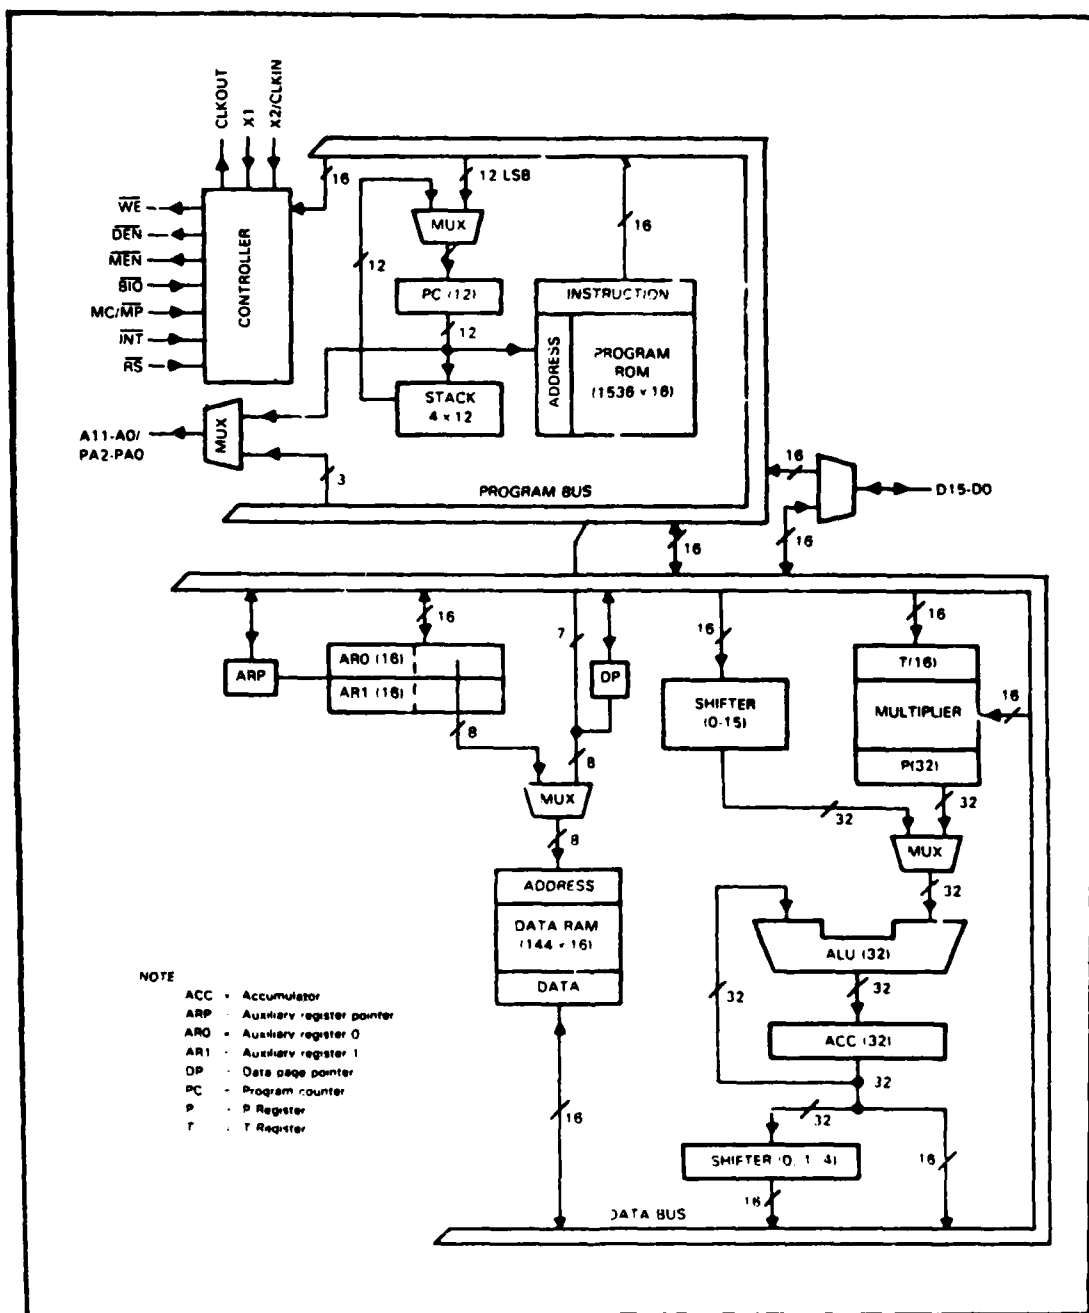 CLKOUT
X1
X2/CLKIN
WE
DEN
MEN
BIO
MC/MP
INT
RS
CONTROLLER
16
12 LSB
MUX
12
PC (12)
12
STACK
4 × 12
16
INSTRUCTION
ADDRESS
PROGRAM
ROM
(1536 × 16)
A11-A0/
PA2-PA0
MUX
3
PROGRAM BUS
16
D15-D0
16
16
16
7
16
16
ARP
AR0 (16)
AR1 (16)
DP
8
8
MUX
8
ADDRESS
DATA RAM
(144 × 16)
DATA
16
SHIFTER
(0-15)
T(16)
MULTIPLIER
P(32)
16
32
32
MUX
32
ALU (32)
32
32
ACC (32)
32
32
SHIFTER (0, 1, 4)
16
16
DATA BUS
NOTE
ACC - Accumulator
ARP - Auxiliary register pointer
AR0 - Auxiliary register 0
AR1 - Auxiliary register 1
DP - Data page pointer
PC - Program counter
P - P Register
T - T Register